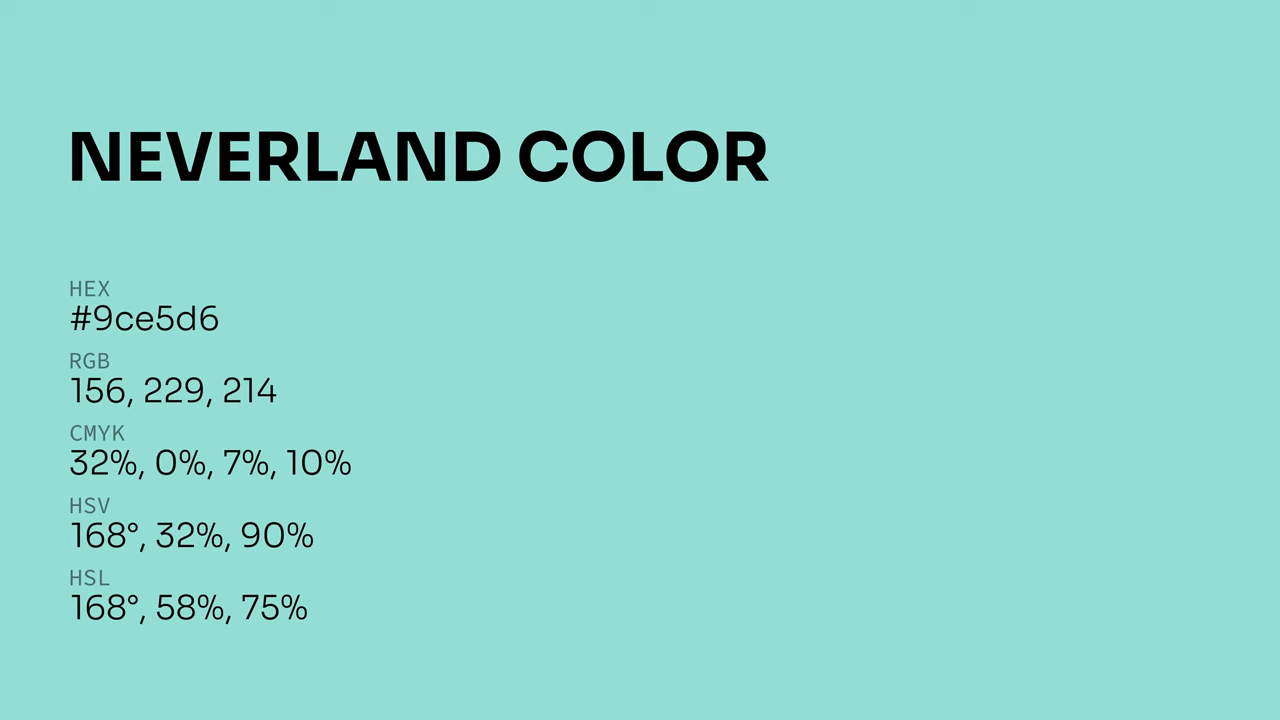 NEVERLAND COLOR
HEX
#9ce5d6
RGB
156, 229, 214
CMYK
32%, 0%, 7%, 10%
HSV
168°, 32%, 90%
HSL
168°, 58%, 75%